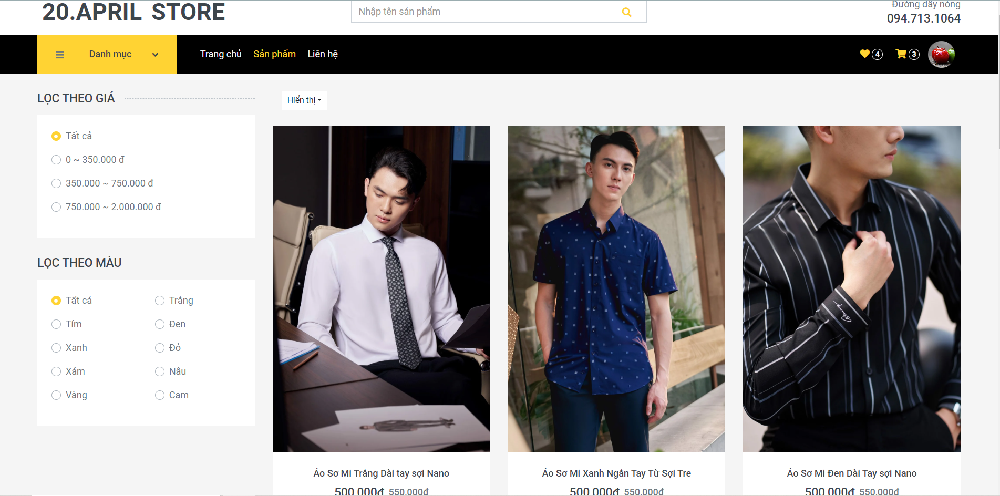 20.APRIL STORE
Nhập tên sản phẩm
Đường dây nóng
094.713.1064
Danh mục
Trang chủ Sản phẩm Liên hệ
4 3
LỌC THEO GIÁ
Tất cả
0 ~ 350.000 đ
350.000 ~ 750.000 đ
750.000 ~ 2.000.000 đ
LỌC THEO MÀU
Tất cả Trắng
Tím Đen
Xanh Đỏ
Xám Nâu
Vàng Cam
Hiển thị
Áo Sơ Mi Trắng Dài tay sợi Nano
500.000đ 550.000đ
Áo Sơ Mi Xanh Ngắn Tay Từ Sợi Tre
500.000đ 550.000đ
Áo Sơ Mi Đen Dài Tay sợi Nano
500.000đ 550.000đ